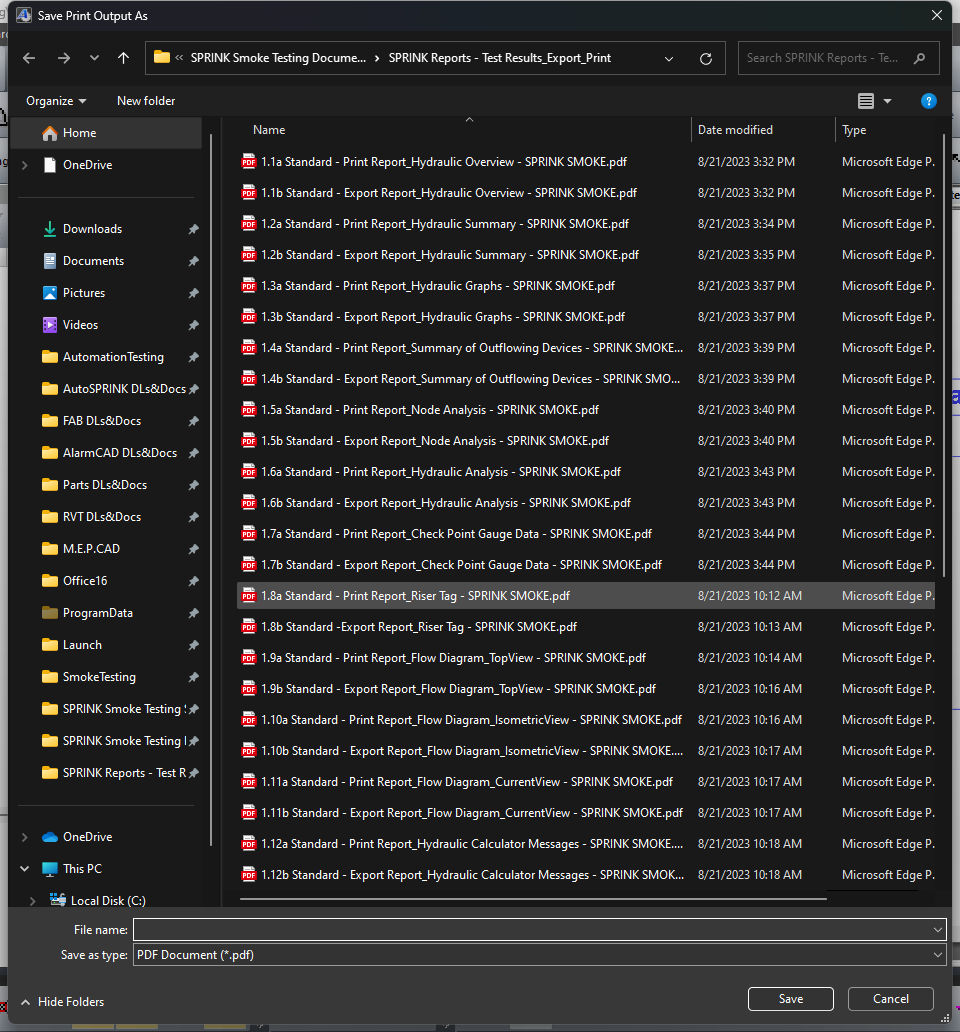 Save Print Output As
« SPRINK Smoke Testing Docume... > SPRINK Reports - Test Results_Export_Print
Search SPRINK Reports - Te...
Organize New folder
Name Date modified Type
Home
OneDrive
Downloads
Documents
Pictures
Videos
AutomationTesting
AutoSPRINK DLs&Docs
FAB DLs&Docs
AlarmCAD DLs&Docs
Parts DLs&Docs
RVT DLs&Docs
M.E.P.CAD
Office16
ProgramData
Launch
SmokeTesting
SPRINK Smoke Testing
SPRINK Smoke Testing
SPRINK Reports - Test R
OneDrive
This PC
Local Disk (C:)
1.1a Standard - Print Report_Hydraulic Overview - SPRINK SMOKE.pdf 8/21/2023 3:32 PM Microsoft Edge P.
1.1b Standard - Export Report_Hydraulic Overview - SPRINK SMOKE.pdf 8/21/2023 3:32 PM Microsoft Edge P.
1.2a Standard - Print Report_Hydraulic Summary - SPRINK SMOKE.pdf 8/21/2023 3:34 PM Microsoft Edge P.
1.2b Standard - Export Report_Hydraulic Summary - SPRINK SMOKE.pdf 8/21/2023 3:35 PM Microsoft Edge P.
1.3a Standard - Print Report_Hydraulic Graphs - SPRINK SMOKE.pdf 8/21/2023 3:37 PM Microsoft Edge P.
1.3b Standard - Export Report_Hydraulic Graphs - SPRINK SMOKE.pdf 8/21/2023 3:37 PM Microsoft Edge P.
1.4a Standard - Print Report_Summary of Outflowing Devices - SPRINK SMOKE... 8/21/2023 3:39 PM Microsoft Edge P.
1.4b Standard - Export Report_Summary of Outflowing Devices - SPRINK SMO... 8/21/2023 3:39 PM Microsoft Edge P.
1.5a Standard - Print Report_Node Analysis - SPRINK SMOKE.pdf 8/21/2023 3:40 PM Microsoft Edge P.
1.5b Standard - Export Report_Node Analysis - SPRINK SMOKE.pdf 8/21/2023 3:40 PM Microsoft Edge P.
1.6a Standard - Print Report_Hydraulic Analysis - SPRINK SMOKE.pdf 8/21/2023 3:43 PM Microsoft Edge P.
1.6b Standard - Export Report_Hydraulic Analysis - SPRINK SMOKE.pdf 8/21/2023 3:43 PM Microsoft Edge P.
1.7a Standard - Print Report_Check Point Gauge Data - SPRINK SMOKE.pdf 8/21/2023 3:44 PM Microsoft Edge P.
1.7b Standard - Export Report_Check Point Gauge Data - SPRINK SMOKE.pdf 8/21/2023 3:44 PM Microsoft Edge P.
1.8a Standard - Print Report_Riser Tag - SPRINK SMOKE.pdf 8/21/2023 10:12 AM Microsoft Edge P.
1.8b Standard -Export Report_Riser Tag - SPRINK SMOKE.pdf 8/21/2023 10:13 AM Microsoft Edge P.
1.9a Standard - Print Report_Flow Diagram_TopView - SPRINK SMOKE.pdf 8/21/2023 10:14 AM Microsoft Edge P.
1.9b Standard - Export Report_Flow Diagram_TopView - SPRINK SMOKE.pdf 8/21/2023 10:16 AM Microsoft Edge P.
1.10a Standard - Print Report_Flow Diagram_IsometricView - SPRINK SMOKE.pdf 8/21/2023 10:16 AM Microsoft Edge P.
1.10b Standard - Export Report_Flow Diagram_IsometricView - SPRINK SMOKE.... 8/21/2023 10:17 AM Microsoft Edge P.
1.11a Standard - Print Report_Flow Diagram_CurrentView - SPRINK SMOKE.pdf 8/21/2023 10:17 AM Microsoft Edge P.
1.11b Standard - Export Report_Flow Diagram_CurrentView - SPRINK SMOKE.pdf 8/21/2023 10:17 AM Microsoft Edge P.
1.12a Standard - Print Report_Hydraulic Calculator Messages - SPRINK SMOKE.... 8/21/2023 10:18 AM Microsoft Edge P.
1.12b Standard - Export Report_Hydraulic Calculator Messages - SPRINK SMOK... 8/21/2023 10:18 AM Microsoft Edge P.
File name:
Save as type: PDF Document (*.pdf)
Hide Folders Save Cancel